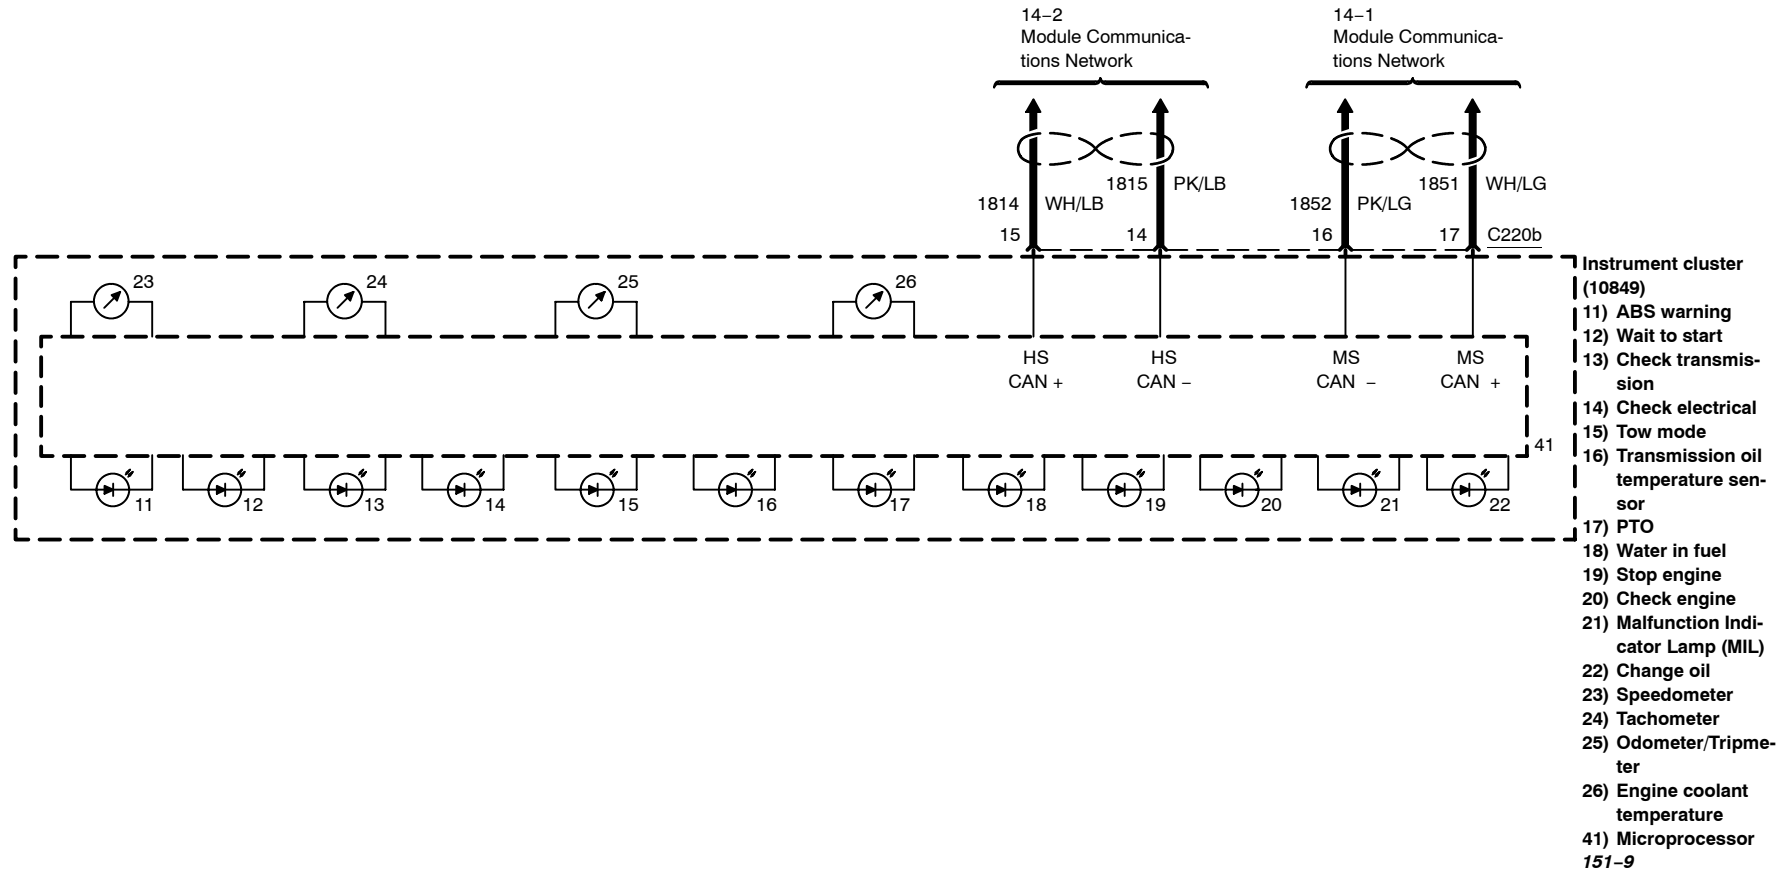 14−2
Module Communica-
tions Network
14−1
Module Communica-
tions Network
1815 PK/LB
1851 WH/LG
1814 WH/LB
1852 PK/LG
15 14 16 17 C220b
23 24 25 26
HS
CAN +
HS
CAN −
MS
CAN −
MS
CAN +
41
11 12 13 14 15 16 17 18 19 20 21 22
Instrument cluster
(10849)
11) ABS warning
12) Wait to start
13) Check transmis-
sion
14) Check electrical
15) Tow mode
16) Transmission oil
temperature sen-
sor
17) PTO
18) Water in fuel
19) Stop engine
20) Check engine
21) Malfunction Indi-
cator Lamp (MIL)
22) Change oil
23) Speedometer
24) Tachometer
25) Odometer/Tripme-
ter
26) Engine coolant
temperature
41) Microprocessor
151−9